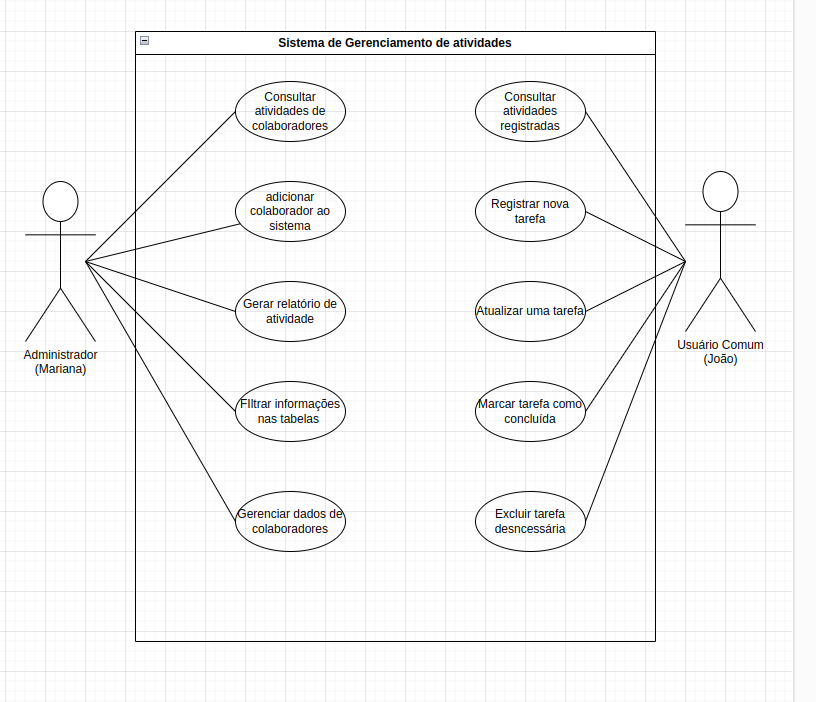 Sistema de Gerenciamento de atividades
Consultar
atividades de
colaboradores
adicionar
colaborador ao
sistema
Gerar relatório de
atividade
FIltrar informações
nas tabelas
Gerenciar dados de
colaboradores
Consultar
atividades
registradas
Registrar nova
tarefa
Atualizar uma tarefa
Marcar tarefa como
concluída
Excluir tarefa
desncessária
Administrador
(Mariana)
Usuário Comum
(João)